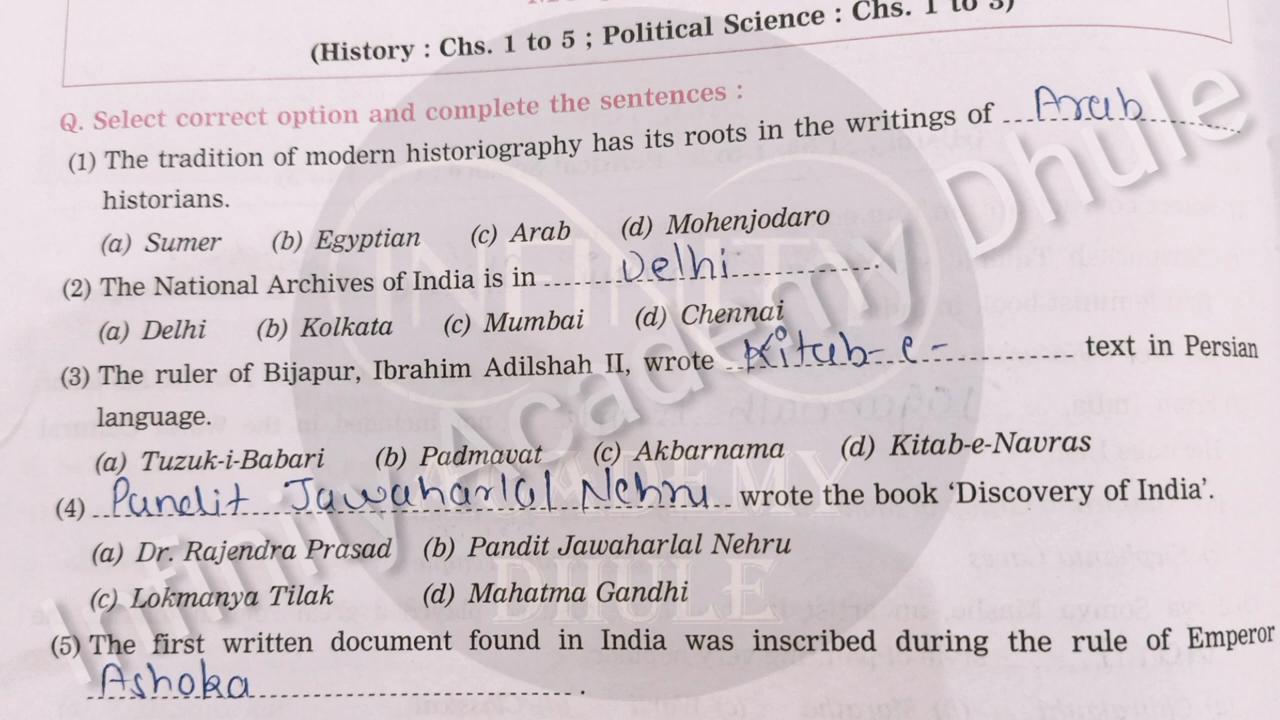 (History : Chs. 1 to 5 ; Political Science : Chs. 1 to 3)
Q. Select correct option and complete the sentences :
(1) The tradition of modern historiography has its roots in the writings of Arab
historians.
(a) Sumer (b) Egyptian (c) Arab (d) Mohenjodaro
(2) The National Archives of India is in Delhi
(a) Delhi (b) Kolkata (c) Mumbai (d) Chennai
(3) The ruler of Bijapur, Ibrahim Adilshah II, wrote Kitab-e- text in Persian
language.
(a) Tuzuk-i-Babari (b) Padmavat (c) Akbarnama (d) Kitab-e-Navras
(4) Pandit Jawaharlal Nehru wrote the book ‘Discovery of India’.
(a) Dr. Rajendra Prasad (b) Pandit Jawaharlal Nehru
(c) Lokmanya Tilak (d) Mahatma Gandhi
(5) The first written document found in India was inscribed during the rule of Emperor
Ashoka .
Infinity Academy Dhule
INFINITY
ACADEMY
DHULE